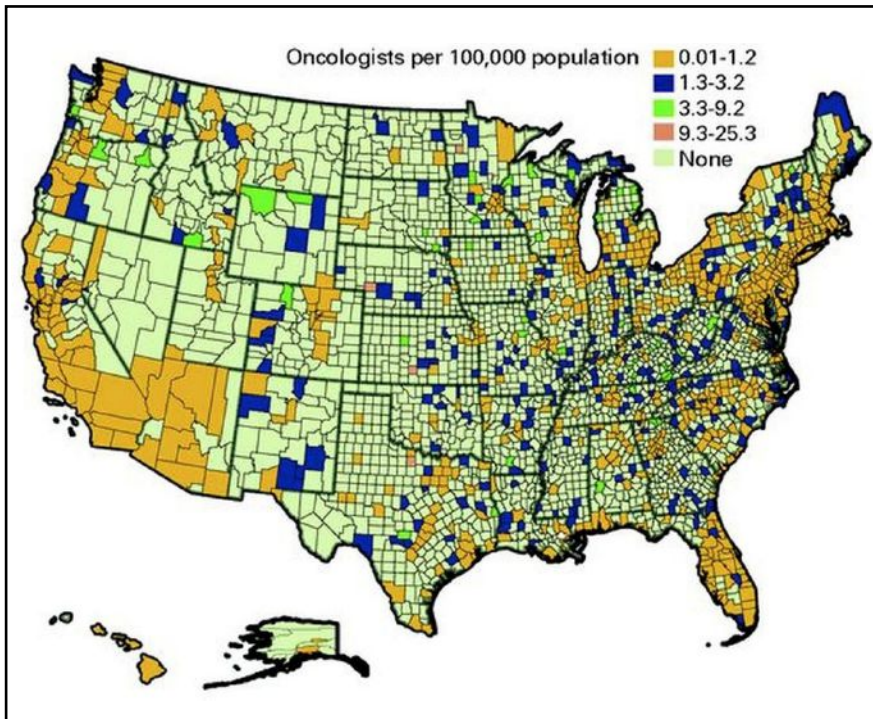 Oncologists per 100,000 population
0.01-1.2
1.3-3.2
3.3-9.2
9.3-25.3
None